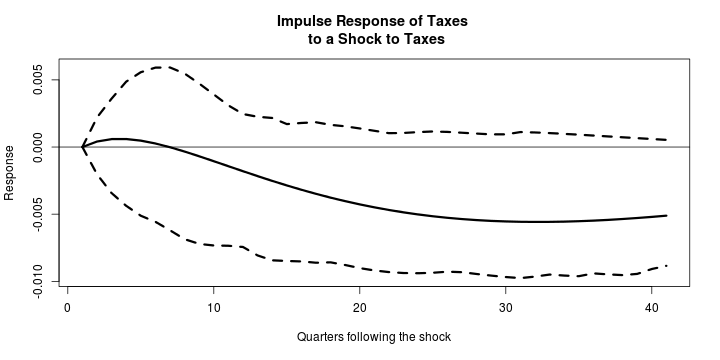 Impulse Response of Taxes
to a Shock to Taxes
Response
0.005
0.000
-0.005
-0.010
0 10 20 30 40
Quarters following the shock